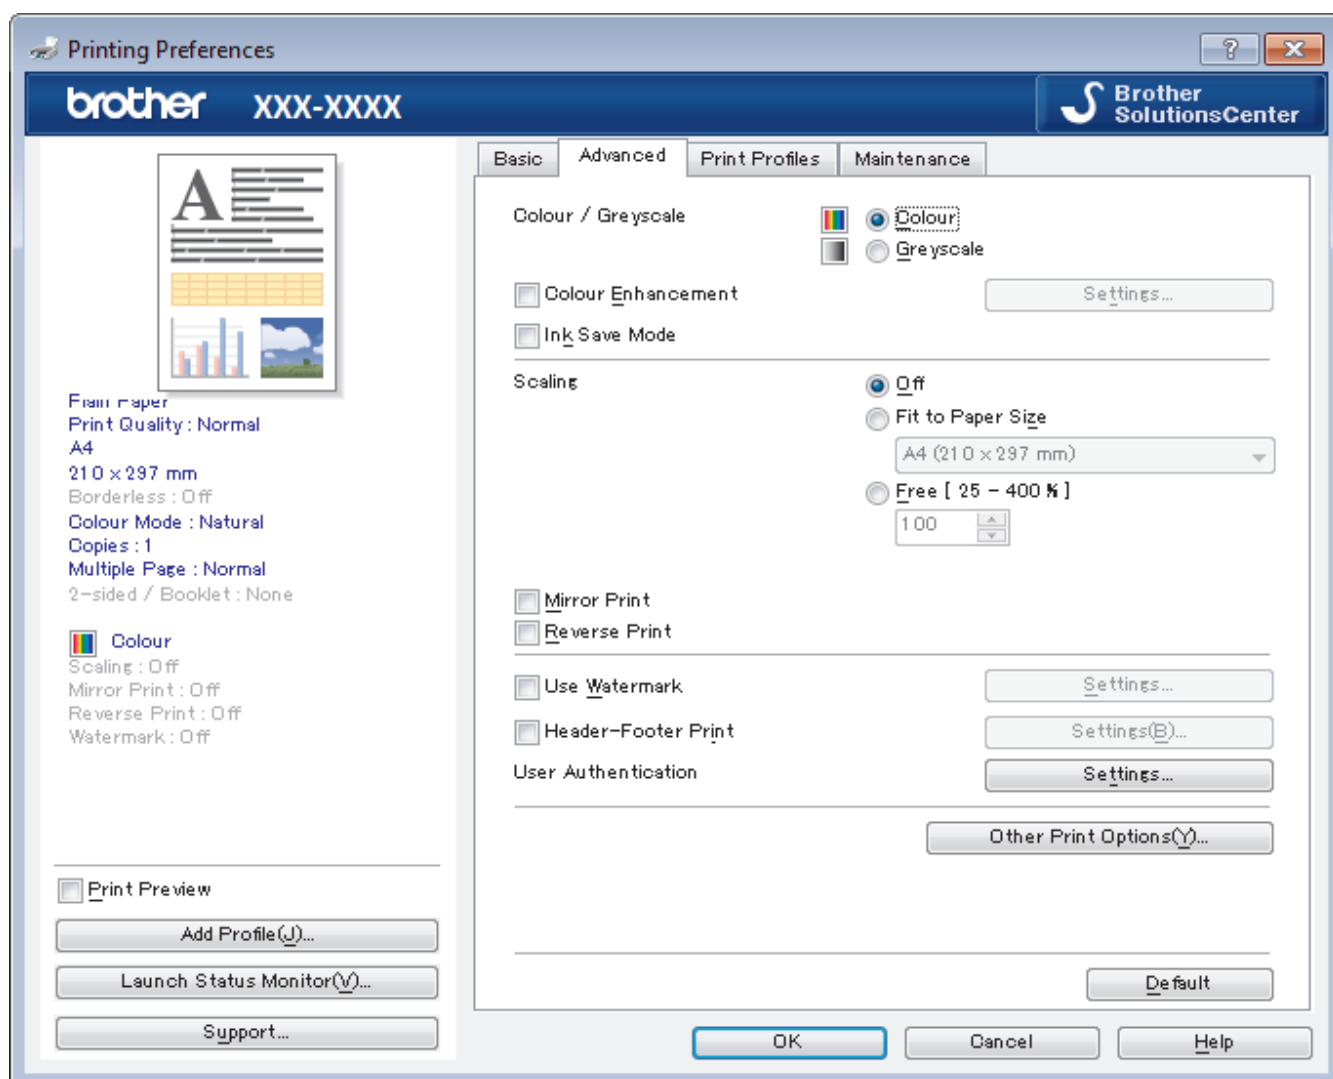 Printing Preferences
brother XXX-XXXX
Brother
SolutionsCenter
Basic
Advanced
Print Profiles
Maintenance
A
Plain Paper
Print Quality : Normal
A4
210 x 297 mm
Borderless : Off
Colour Mode : Natural
Copies : 1
Multiple Page : Normal
2-sided / Booklet : None
Colour
Scaling : Off
Mirror Print : Off
Reverse Print : Off
Watermark : Off
Print Preview
Add Profile(J)...
Launch Status Monitor(V)...
Support...
Colour / Greyscale
Colour
Greyscale
Colour Enhancement
Settings...
Ink Save Mode
Scaling
Off
Fit to Paper Size
A4 (210 x 297 mm)
Free [ 25 - 400 % ]
100
Mirror Print
Reverse Print
Use Watermark
Settings...
Header-Footer Print
Settings(B)...
User Authentication
Settings...
Other Print Options(Y)...
Default
OK
Cancel
Help